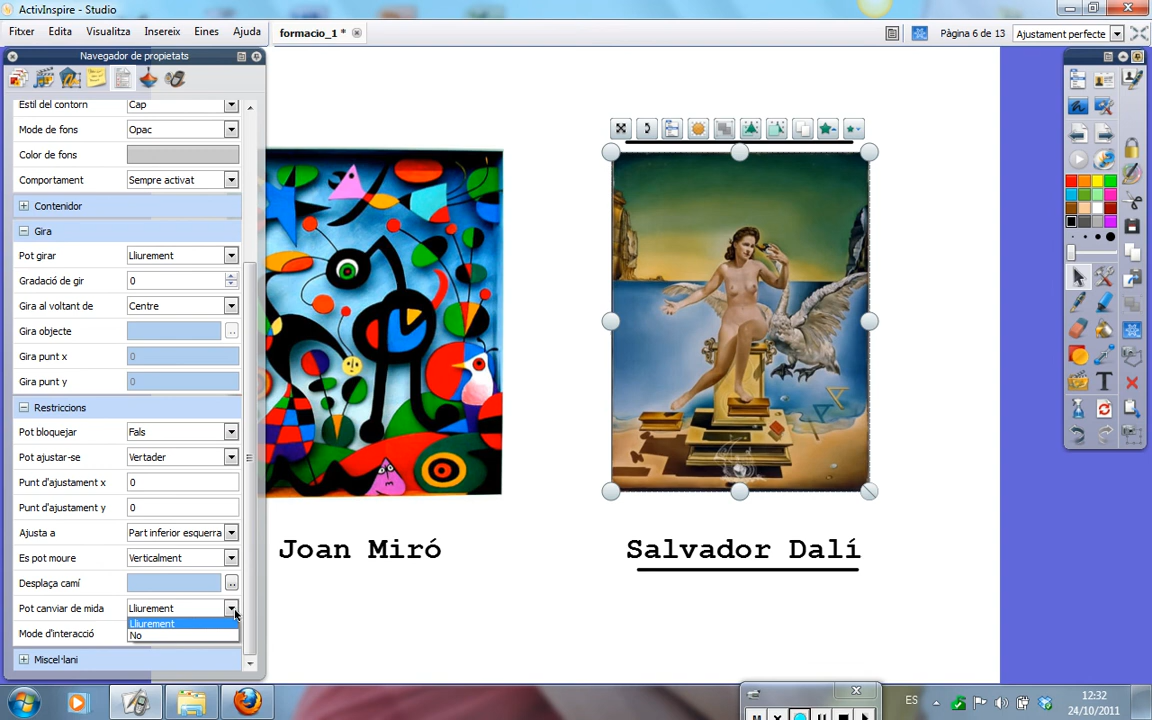 ActivInspire - Studio
Fitxer Edita Visualitza Insereix Eines Ajuda
formacio_1 *
Pàgina 6 de 13
Ajustament perfecte
Navegador de propietats
Estil del contorn Cap
Mode de fons Opac
Color de fons
Comportament Sempre activat
Contenidor
Gira
Pot girar Lliurement
Gradació de gir 0
Gira al voltant de Centre
Gira objecte
Gira punt x 0
Gira punt y 0
Restriccions
Pot bloquejar Fals
Pot ajustar-se Vertader
Punt d'ajustament x 0
Punt d'ajustament y 0
Ajusta a Part inferior esquerra
Es pot moure Verticalment
Desplaça camí
Pot canviar de mida Lliurement
Lliurement
No
Mode d'interacció
Miscel·lani
Joan Miró
Salvador Dalí
ES
12:32
24/10/2011